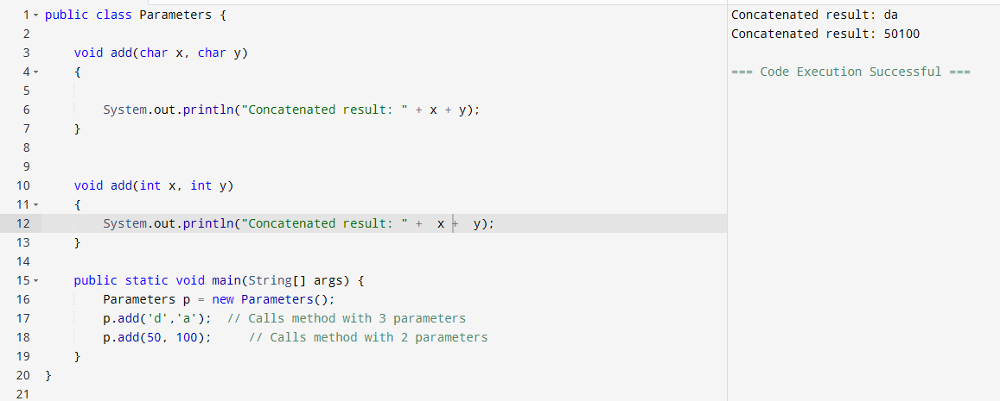 1 public class Parameters {
2
3 void add(char x, char y)
4 {
5
6 System.out.println("Concatenated result: " + x + y);
7 }
8
9
10 void add(int x, int y)
11 {
12 System.out.println("Concatenated result: " +  x +  y);
13 }
14
15 public static void main(String[] args) {
16 Parameters p = new Parameters();
17 p.add('d','a');  // Calls method with 3 parameters
18 p.add(50, 100);     // Calls method with 2 parameters
19 }
20 }
21
Concatenated result: da
Concatenated result: 50100
=== Code Execution Successful ===